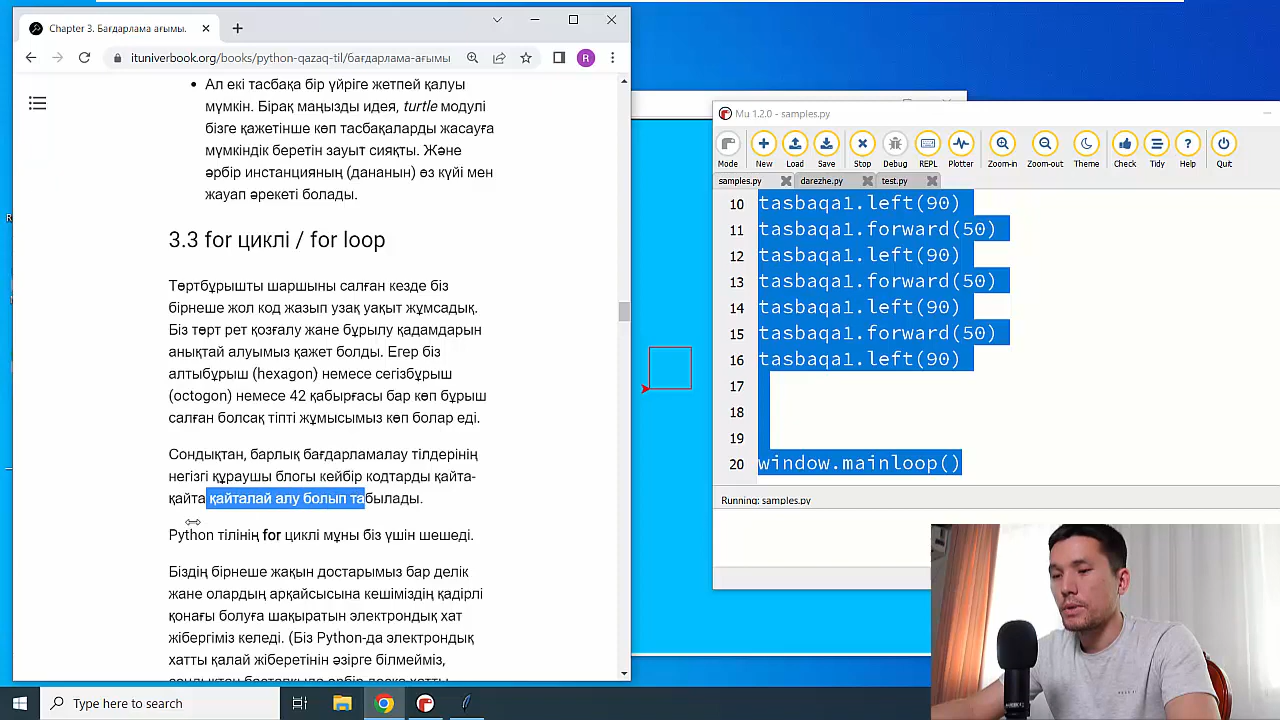 Chapter 3. Бағдарлама ағымы.
ituniverbook.org/books/python-qazaq-til/бағдарлама-ағымы
R
Ал екі тасбақа бір үйріге жетпей қалуы
мүмкін. Бірақ маңызды идея, turtle модулі
бізге қажетінше көп тасбақаларды жасауға
мүмкіндік беретін зауыт сияқты. Және
әрбір инстанцияның (дананың) өз күйі мен
жауап әрекеті болады.
3.3 for циклі / for loop
Төртбұрышты шаршыны салған кезде біз
бірнеше жол код жазып узақ уақыт жұмсадық.
Біз төрт рет қозғалу жане бұрылу қадамдарын
анықтай алуымыз қажет болды. Егер біз
алтыбұрыш (hexagon) немесе сегізбұрыш
(octogon) немесе 42 қабырғасы бар көп бұрыш
салған болсақ тіпті жұмысымыз көп болар еді.
Сондықтан, барлық бағдарламалау тілдерінің
негізгі құраушы блогы кейбір кодтарды қайта-
қайта қайталай алу болып табылады.
Python тілінің for циклі мұны біз үшін шешеді.
Біздің бірнеше жақын достарымыз бар делік
жане олардың арқайсысына кешіміздің қадірлі
қонағы болуға шақыратын электрондық хат
жібергіміз келеді. (Біз Python-да электрондық
хатты қалай жіберетінін әзірге білмейміз,
Mu 1.2.0 - samples.py
Mode New Load Save Stop Debug REPL Plotter Zoom-in Zoom-out Theme Check Tidy Help Quit
samples.py darezhe.py test.py
10 tasbaqa1.left(90)
11 tasbaqa1.forward(50)
12 tasbaqa1.left(90)
13 tasbaqa1.forward(50)
14 tasbaqa1.left(90)
15 tasbaqa1.forward(50)
16 tasbaqa1.left(90)
17
18
19
20 window.mainloop()
Running: samples.py
Type here to search